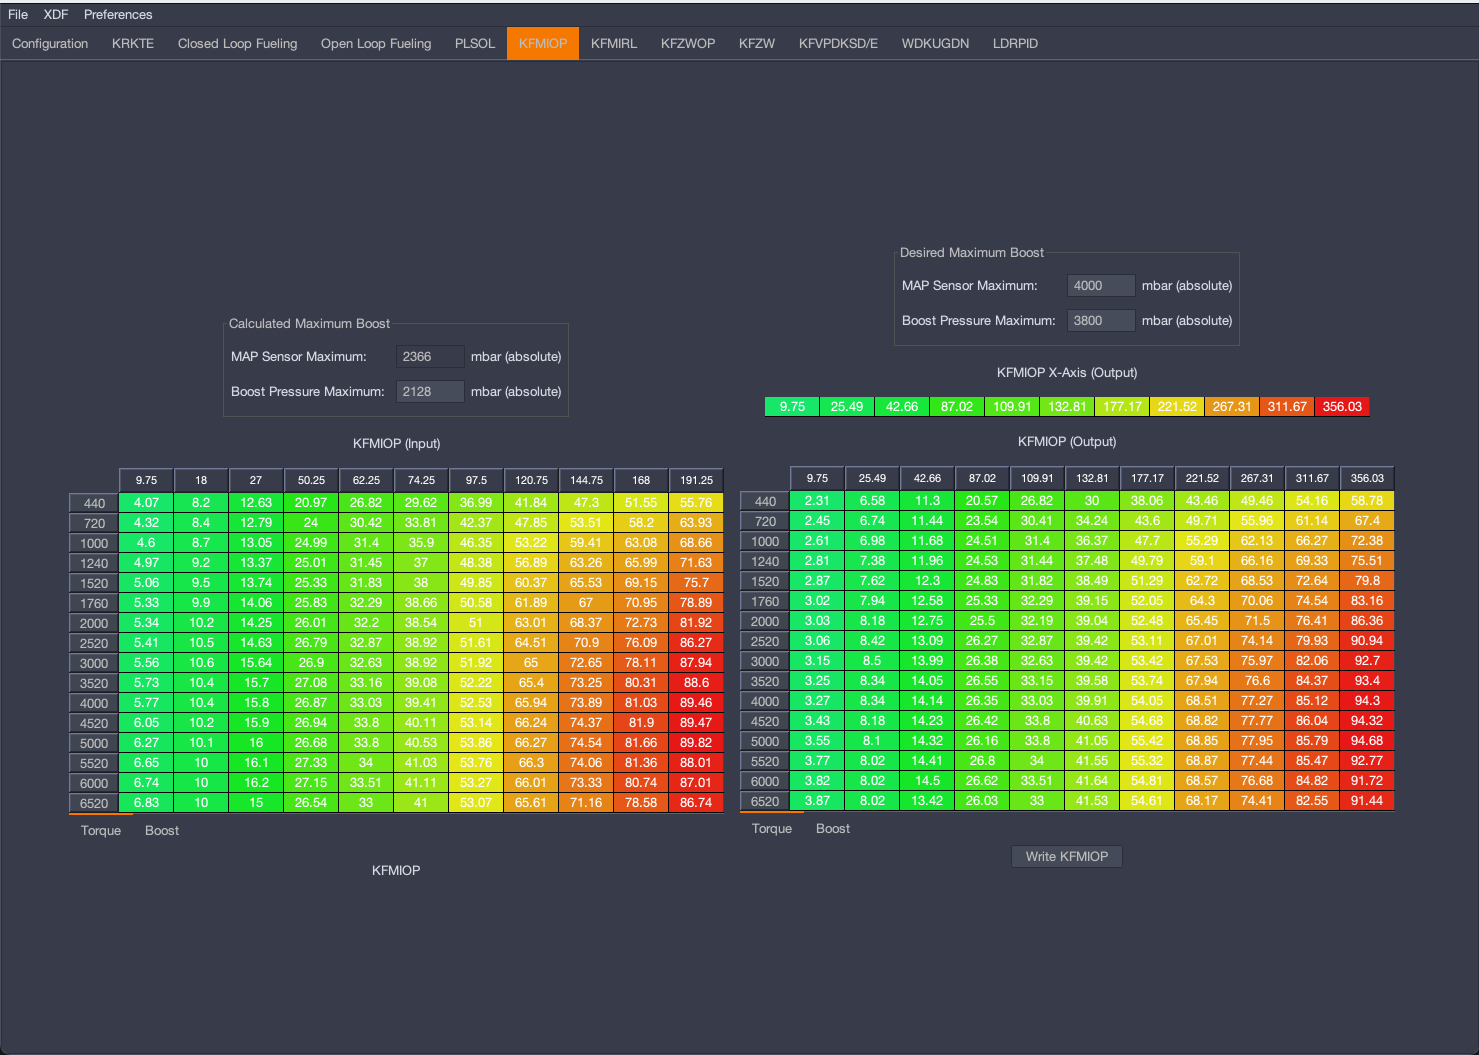 File XDF Preferences
Configuration KRKTE Closed Loop Fueling Open Loop Fueling PLSOL KFMIOP KFMIRL KFZWOP KFZW KFVPDKSD/E WDKUGDN LDRPID
Calculated Maximum Boost
MAP Sensor Maximum: 2366 mbar (absolute)
Boost Pressure Maximum: 2128 mbar (absolute)
KFMIOP (Input)
9.75 18 27 50.25 62.25 74.25 97.5 120.75 144.75 168 191.25
440 4.07 8.2 12.63 20.97 26.82 29.62 36.99 41.84 47.3 51.55 55.76
720 4.32 8.4 12.79 24 30.42 33.81 42.37 47.85 53.51 58.2 63.93
1000 4.6 8.7 13.05 24.99 31.4 35.9 46.35 53.22 59.41 63.08 68.66
1240 4.97 9.2 13.37 25.01 31.45 37 48.38 56.89 63.26 65.99 71.63
1520 5.06 9.5 13.74 25.33 31.83 38 49.85 60.37 65.53 69.15 75.7
1760 5.33 9.9 14.06 25.83 32.29 38.66 50.58 61.89 67 70.95 78.89
2000 5.34 10.2 14.25 26.01 32.2 38.54 51 63.01 68.37 72.73 81.92
2520 5.41 10.5 14.63 26.79 32.87 38.92 51.61 64.51 70.9 76.09 86.27
3000 5.56 10.6 15.64 26.9 32.63 38.92 51.92 65 72.65 78.11 87.94
3520 5.73 10.4 15.7 27.08 33.16 39.08 52.22 65.4 73.25 80.31 88.6
4000 5.77 10.4 15.8 26.87 33.03 39.41 52.53 65.94 73.89 81.03 89.46
4520 6.05 10.2 15.9 26.94 33.8 40.11 53.14 66.24 74.37 81.9 89.47
5000 6.27 10.1 16 26.68 33.8 40.53 53.86 66.27 74.54 81.66 89.82
5520 6.65 10 16.1 27.33 34 41.03 53.76 66.3 74.06 81.36 88.01
6000 6.74 10 16.2 27.15 33.51 41.11 53.27 66.01 73.33 80.74 87.01
6520 6.83 10 15 26.54 33 41 53.07 65.61 71.16 78.58 86.74
Torque Boost
KFMIOP
Desired Maximum Boost
MAP Sensor Maximum: 4000 mbar (absolute)
Boost Pressure Maximum: 3800 mbar (absolute)
KFMIOP X-Axis (Output)
9.75 25.49 42.66 87.02 109.91 132.81 177.17 221.52 267.31 311.67 356.03
KFMIOP (Output)
9.75 25.49 42.66 87.02 109.91 132.81 177.17 221.52 267.31 311.67 356.03
440 2.31 6.58 11.3 20.57 26.82 30 38.06 43.46 49.46 54.16 58.78
720 2.45 6.74 11.44 23.54 30.41 34.24 43.6 49.71 55.96 61.14 67.4
1000 2.61 6.98 11.68 24.51 31.4 36.37 47.7 55.29 62.13 66.27 72.38
1240 2.81 7.38 11.96 24.53 31.44 37.48 49.79 59.1 66.16 69.33 75.51
1520 2.87 7.62 12.3 24.83 31.82 38.49 51.29 62.72 68.53 72.64 79.8
1760 3.02 7.94 12.58 25.33 32.29 39.15 52.05 64.3 70.06 74.54 83.16
2000 3.03 8.18 12.75 25.5 32.19 39.04 52.48 65.45 71.5 76.41 86.36
2520 3.06 8.42 13.09 26.27 32.87 39.42 53.11 67.01 74.14 79.93 90.94
3000 3.15 8.5 13.99 26.38 32.63 39.42 53.42 67.53 75.97 82.06 92.7
3520 3.25 8.34 14.05 26.55 33.15 39.58 53.74 67.94 76.6 84.37 93.4
4000 3.27 8.34 14.14 26.35 33.03 39.91 54.05 68.51 77.27 85.12 94.3
4520 3.43 8.18 14.23 26.42 33.8 40.63 54.68 68.82 77.77 86.04 94.32
5000 3.55 8.1 14.32 26.16 33.8 41.05 55.42 68.85 77.95 85.79 94.68
5520 3.77 8.02 14.41 26.8 34 41.55 55.32 68.87 77.44 85.47 92.77
6000 3.82 8.02 14.5 26.62 33.51 41.64 54.81 68.57 76.68 84.82 91.72
6520 3.87 8.02 13.42 26.03 33 41.53 54.61 68.17 74.41 82.55 91.44
Torque Boost
Write KFMIOP